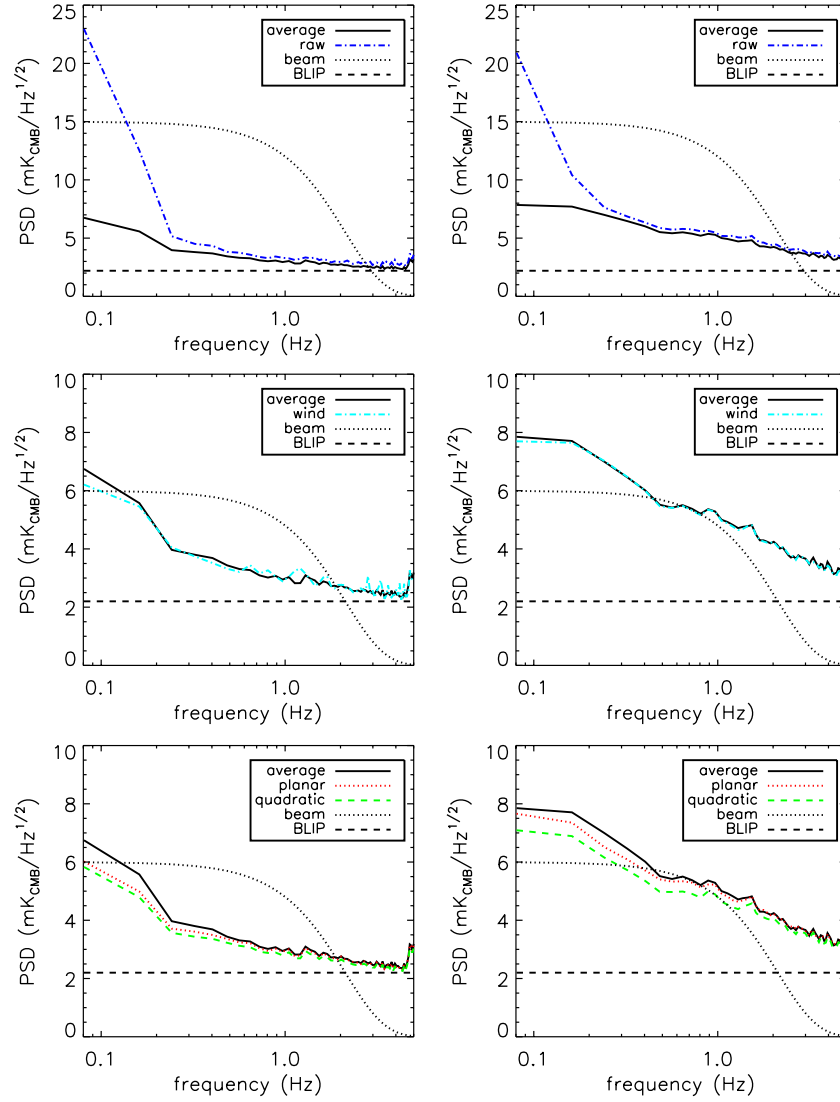 25
20
15
10
5
0
PSD (mK_CMB/Hz^1/2)
average
raw
beam
BLIP
0.1
1.0
frequency (Hz)
25
20
15
10
5
0
PSD (mK_CMB/Hz^1/2)
average
raw
beam
BLIP
0.1
1.0
frequency (Hz)
10
8
6
4
2
0
PSD (mK_CMB/Hz^1/2)
average
wind
beam
BLIP
0.1
1.0
frequency (Hz)
10
8
6
4
2
0
PSD (mK_CMB/Hz^1/2)
average
wind
beam
BLIP
0.1
1.0
frequency (Hz)
10
8
6
4
2
0
PSD (mK_CMB/Hz^1/2)
average
planar
quadratic
beam
BLIP
0.1
1.0
frequency (Hz)
10
8
6
4
2
0
PSD (mK_CMB/Hz^1/2)
average
planar
quadratic
beam
BLIP
0.1
1.0
frequency (Hz)